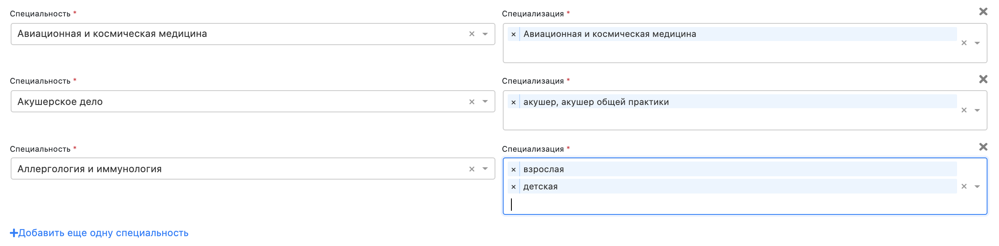 Специальность *
Специализация *
Авиационная и космическая медицина
Авиационная и космическая медицина
Специальность *
Специализация *
Акушерское дело
акушер, акушер общей практики
Специальность *
Специализация *
Аллергология и иммунология
взрослая
детская
+Добавить еще одну специальность